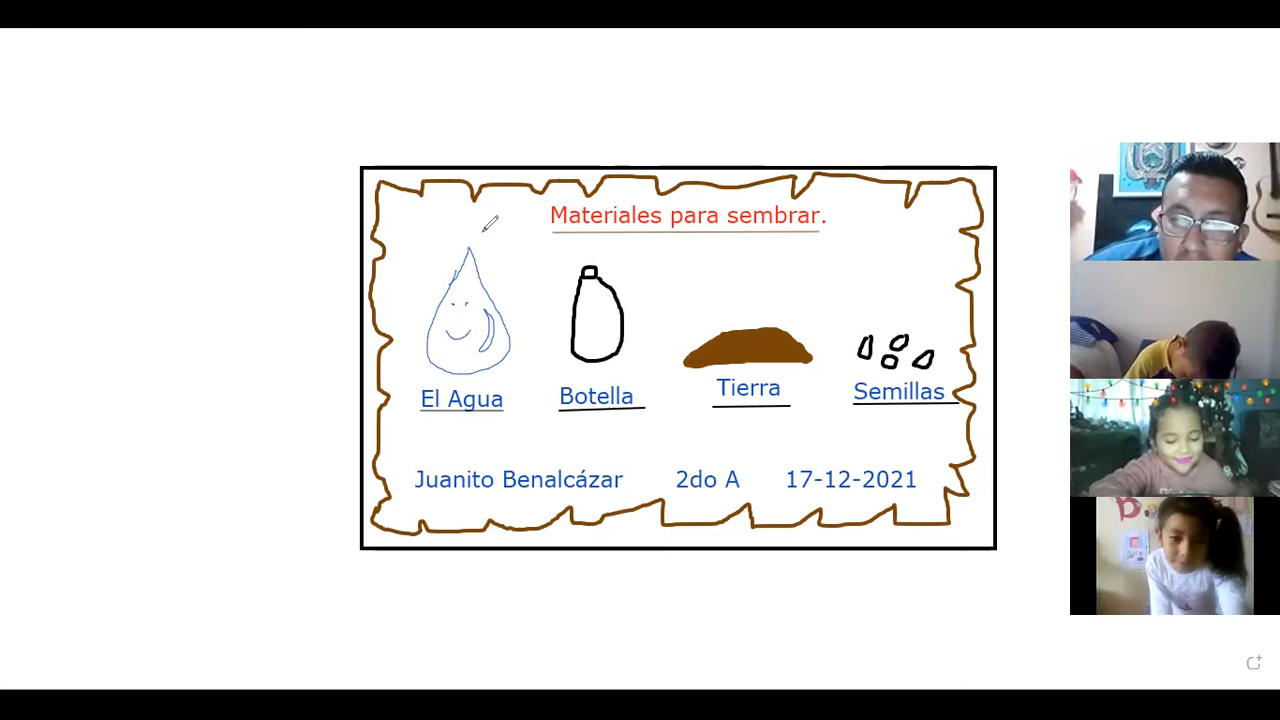 Materiales para sembrar.
El Agua Botella Tierra Semillas
Juanito Benalcázar 2do A 17-12-2021